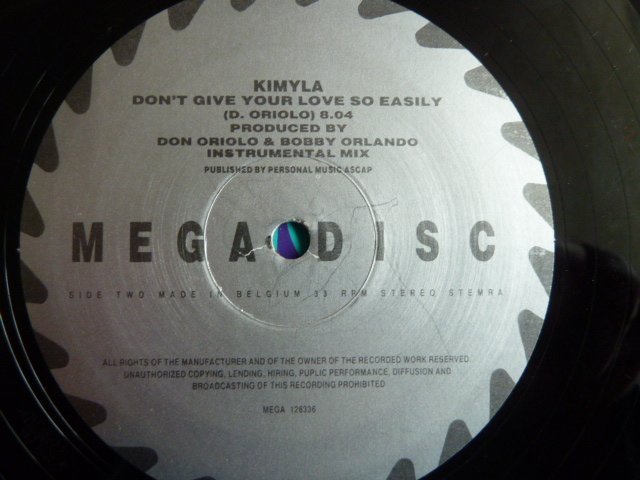 KIMYLA
DON'T GIVE YOUR LOVE SO EASILY
(D. ORIOLO) 8.04
PRODUCED BY
DON ORIOLO & BOBBY ORLANDO
INSTRUMENTAL MIX
PUBLISHED BY PERSONAL MUSIC ASCAP
MEGA DISC
SIDE TWO MADE IN BELGIUM 33 RPM STEREO STEMRA
ALL RIGHTS OF THE MANUFACTURER AND OF THE OWNER OF THE RECORDED WORK RESERVED
UNAUTHORIZED COPYING, LENDING, HIRING, PUPLIC PERFORMANCE, DIFFUSION AND
BROADCASTING OF THIS RECORDING PROHIBITED
MEGA 126336